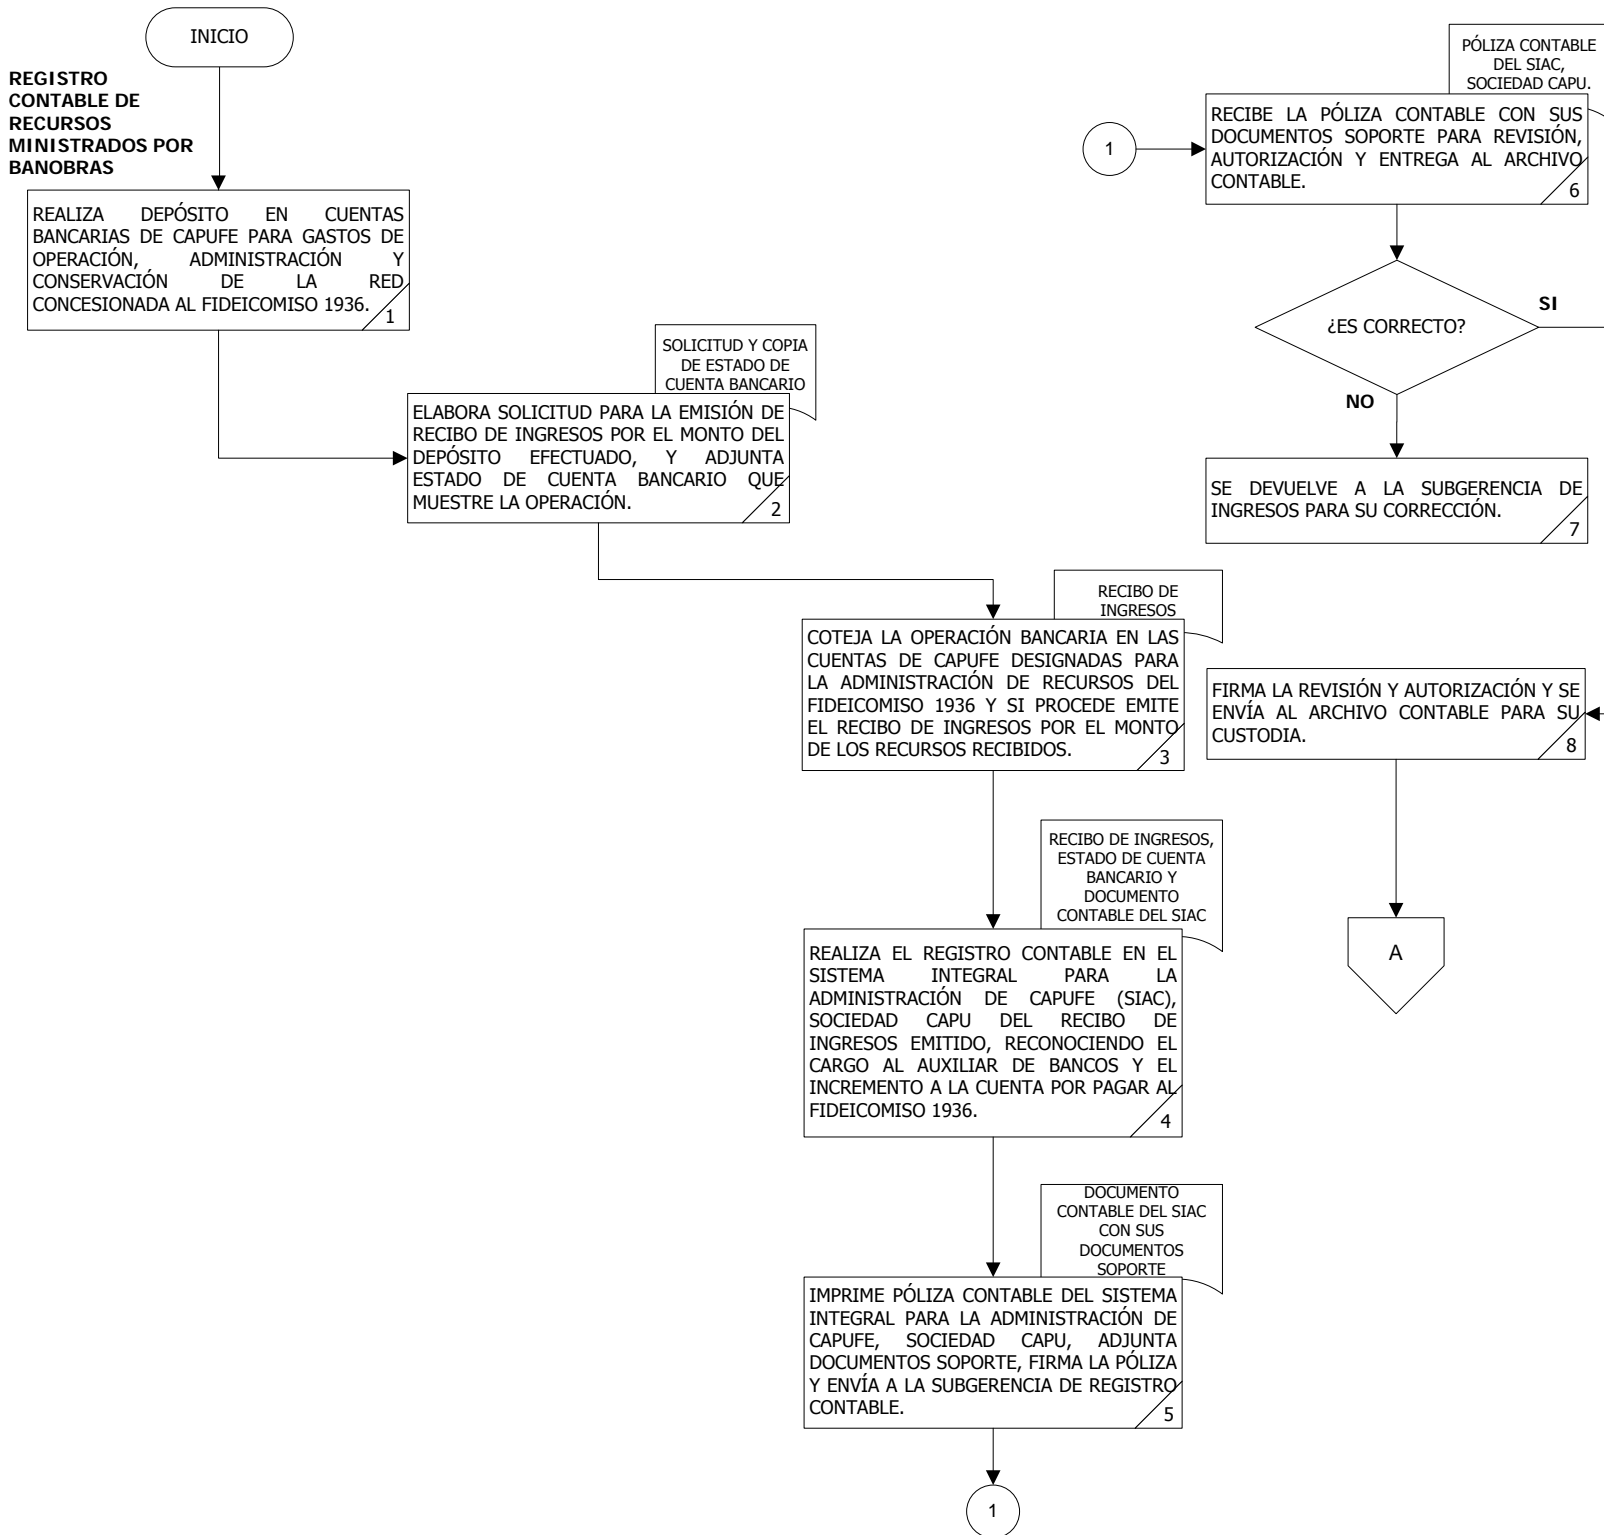 INICIO
REGISTRO
CONTABLE DE
RECURSOS
MINISTRADOS POR
BANOBRAS
REALIZA DEPÓSITO EN CUENTAS
BANCARIAS DE CAPUFE PARA GASTOS DE
OPERACIÓN, ADMINISTRACIÓN Y
CONSERVACIÓN DE LA RED
CONCESIONADA AL FIDEICOMISO 1936.
1
SOLICITUD Y COPIA
DE ESTADO DE
CUENTA BANCARIO
ELABORA SOLICITUD PARA LA EMISIÓN DE
RECIBO DE INGRESOS POR EL MONTO DEL
DEPÓSITO EFECTUADO, Y ADJUNTA
ESTADO DE CUENTA BANCARIO QUE
MUESTRE LA OPERACIÓN.
2
RECIBO DE
INGRESOS
COTEJA LA OPERACIÓN BANCARIA EN LAS
CUENTAS DE CAPUFE DESIGNADAS PARA
LA ADMINISTRACIÓN DE RECURSOS DEL
FIDEICOMISO 1936 Y SI PROCEDE EMITE
EL RECIBO DE INGRESOS POR EL MONTO
DE LOS RECURSOS RECIBIDOS.
3
RECIBO DE INGRESOS,
ESTADO DE CUENTA
BANCARIO Y
DOCUMENTO
CONTABLE DEL SIAC
REALIZA EL REGISTRO CONTABLE EN EL
SISTEMA INTEGRAL PARA LA
ADMINISTRACIÓN DE CAPUFE (SIAC),
SOCIEDAD CAPU DEL RECIBO DE
INGRESOS EMITIDO, RECONOCIENDO EL
CARGO AL AUXILIAR DE BANCOS Y EL
INCREMENTO A LA CUENTA POR PAGAR AL
FIDEICOMISO 1936.
4
DOCUMENTO
CONTABLE DEL SIAC
CON SUS
DOCUMENTOS
SOPORTE
IMPRIME PÓLIZA CONTABLE DEL SISTEMA
INTEGRAL PARA LA ADMINISTRACIÓN DE
CAPUFE, SOCIEDAD CAPU, ADJUNTA
DOCUMENTOS SOPORTE, FIRMA LA PÓLIZA
Y ENVÍA A LA SUBGERENCIA DE REGISTRO
CONTABLE.
5
1
1
PÓLIZA CONTABLE
DEL SIAC,
SOCIEDAD CAPU.
RECIBE LA PÓLIZA CONTABLE CON SUS
DOCUMENTOS SOPORTE PARA REVISIÓN,
AUTORIZACIÓN Y ENTREGA AL ARCHIVO
CONTABLE.
6
¿ES CORRECTO?
SI
NO
SE DEVUELVE A LA SUBGERENCIA DE
INGRESOS PARA SU CORRECCIÓN.
7
FIRMA LA REVISIÓN Y AUTORIZACIÓN Y SE
ENVÍA AL ARCHIVO CONTABLE PARA SU
CUSTODIA.
8
A